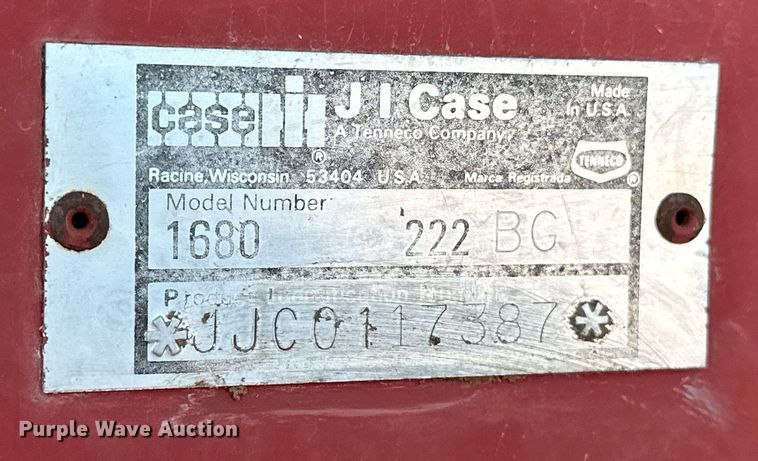 case IH
J I Case
A Tenneco Company
Made
In U.S.A.
TENNECO
Racine, Wisconsin 53404 U.S.A.
Marca Registrada
Model Number
1680 222 BG
*JJC0117387*
Purple Wave Auction